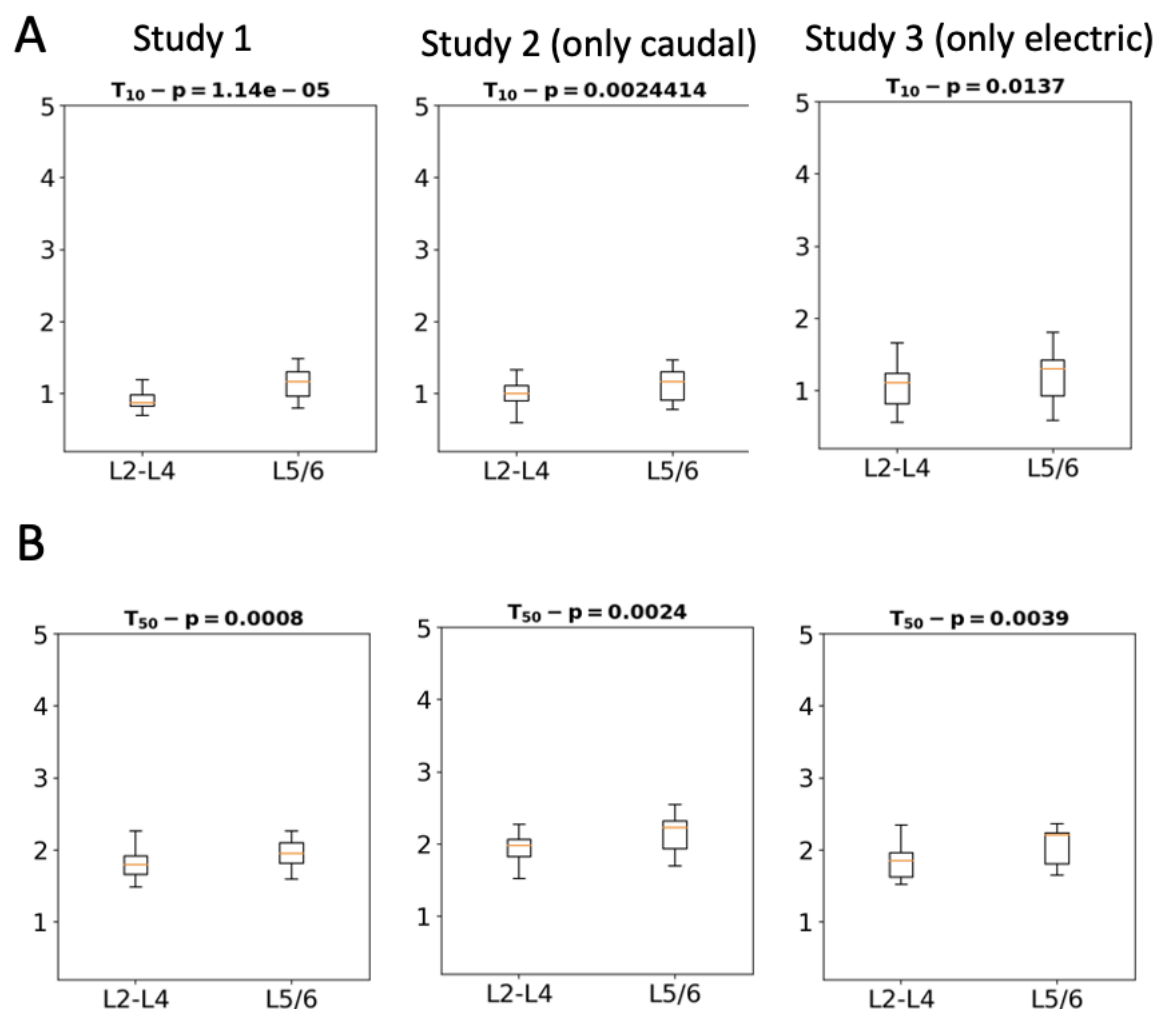 A
Study 1
Study 2 (only caudal)
Study 3 (only electric)
T₁₀ − p = 1.14e − 05
5
4
3
2
1
L2-L4 L5/6
T₁₀ − p = 0.0024414
5
4
3
2
1
L2-L4 L5/6
T₁₀ − p = 0.0137
5
4
3
2
1
L2-L4 L5/6
B
T₅₀ − p = 0.0008
5
4
3
2
1
L2-L4 L5/6
T₅₀ − p = 0.0024
5
4
3
2
1
L2-L4 L5/6
T₅₀ − p = 0.0039
5
4
3
2
1
L2-L4 L5/6